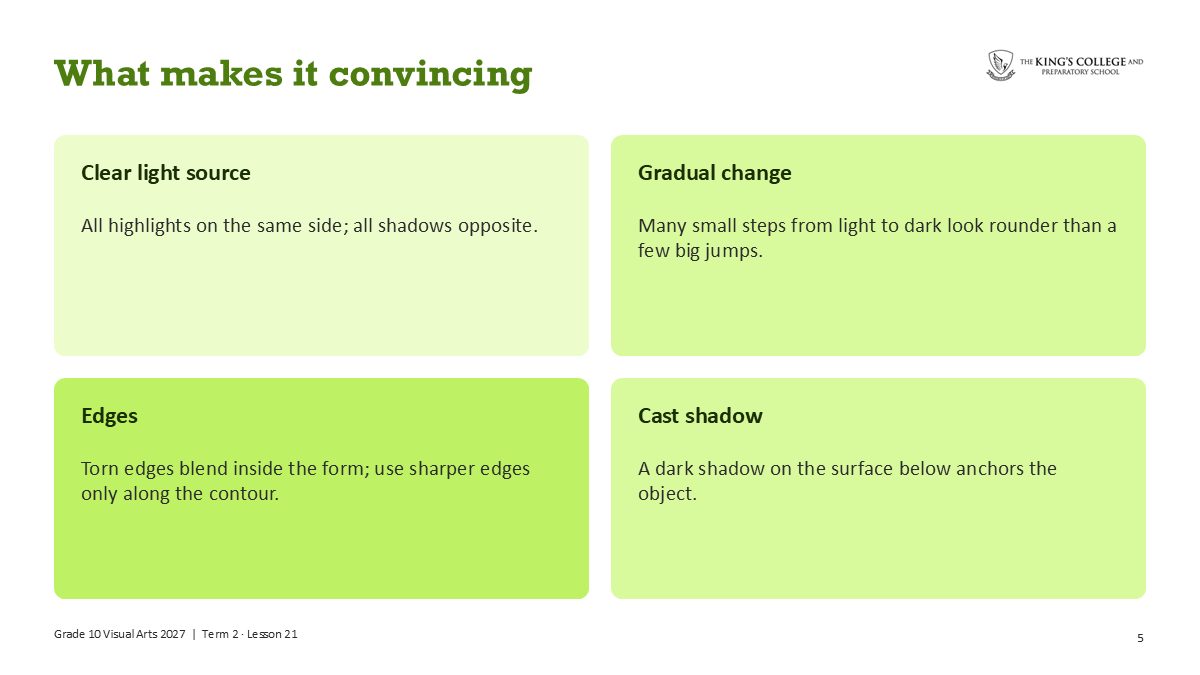 What makes it convincing
THE KING'S COLLEGE AND
PREPARATORY SCHOOL
Clear light source
All highlights on the same side; all shadows opposite.
Gradual change
Many small steps from light to dark look rounder than a
few big jumps.
Edges
Torn edges blend inside the form; use sharper edges
only along the contour.
Cast shadow
A dark shadow on the surface below anchors the
object.
Grade 10 Visual Arts 2027 | Term 2 · Lesson 21
5